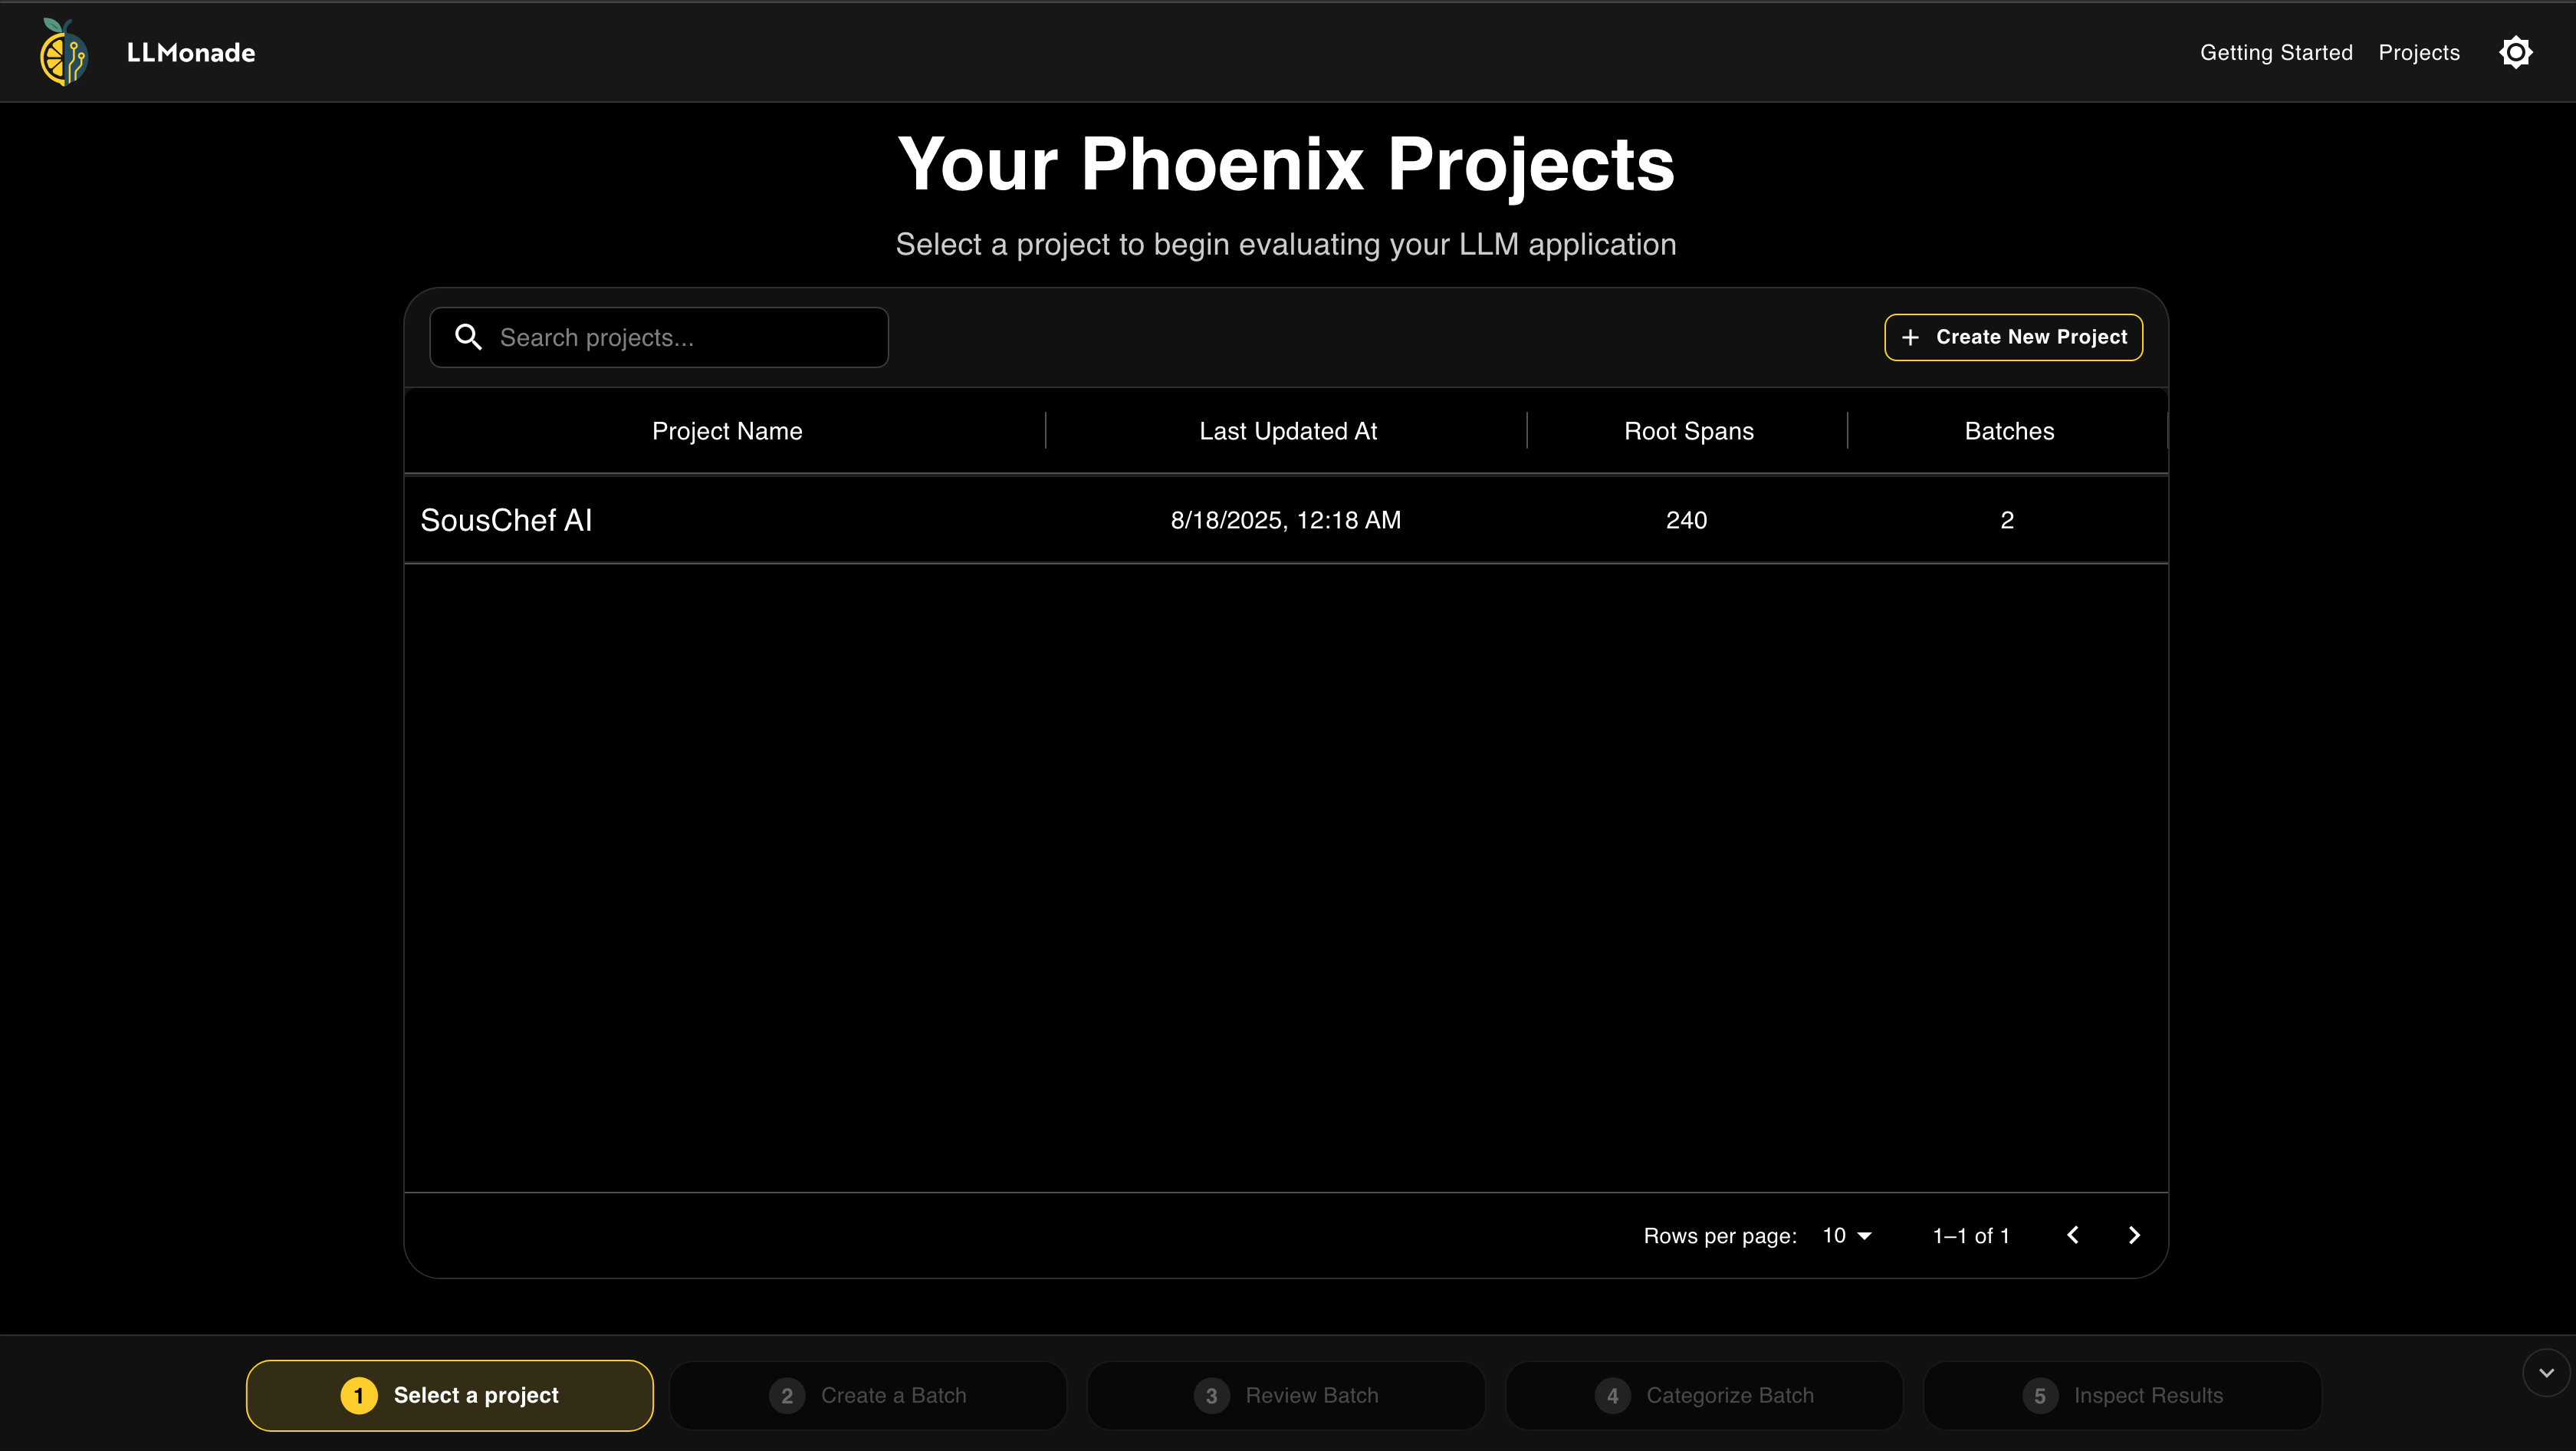 LLMonade
Getting Started Projects
Your Phoenix Projects
Select a project to begin evaluating your LLM application
Search projects...
+ Create New Project
Project Name Last Updated At Root Spans Batches
SousChef AI 8/18/2025, 12:18 AM 240 2
Rows per page: 10 1–1 of 1
1 Select a project 2 Create a Batch 3 Review Batch 4 Categorize Batch 5 Inspect Results